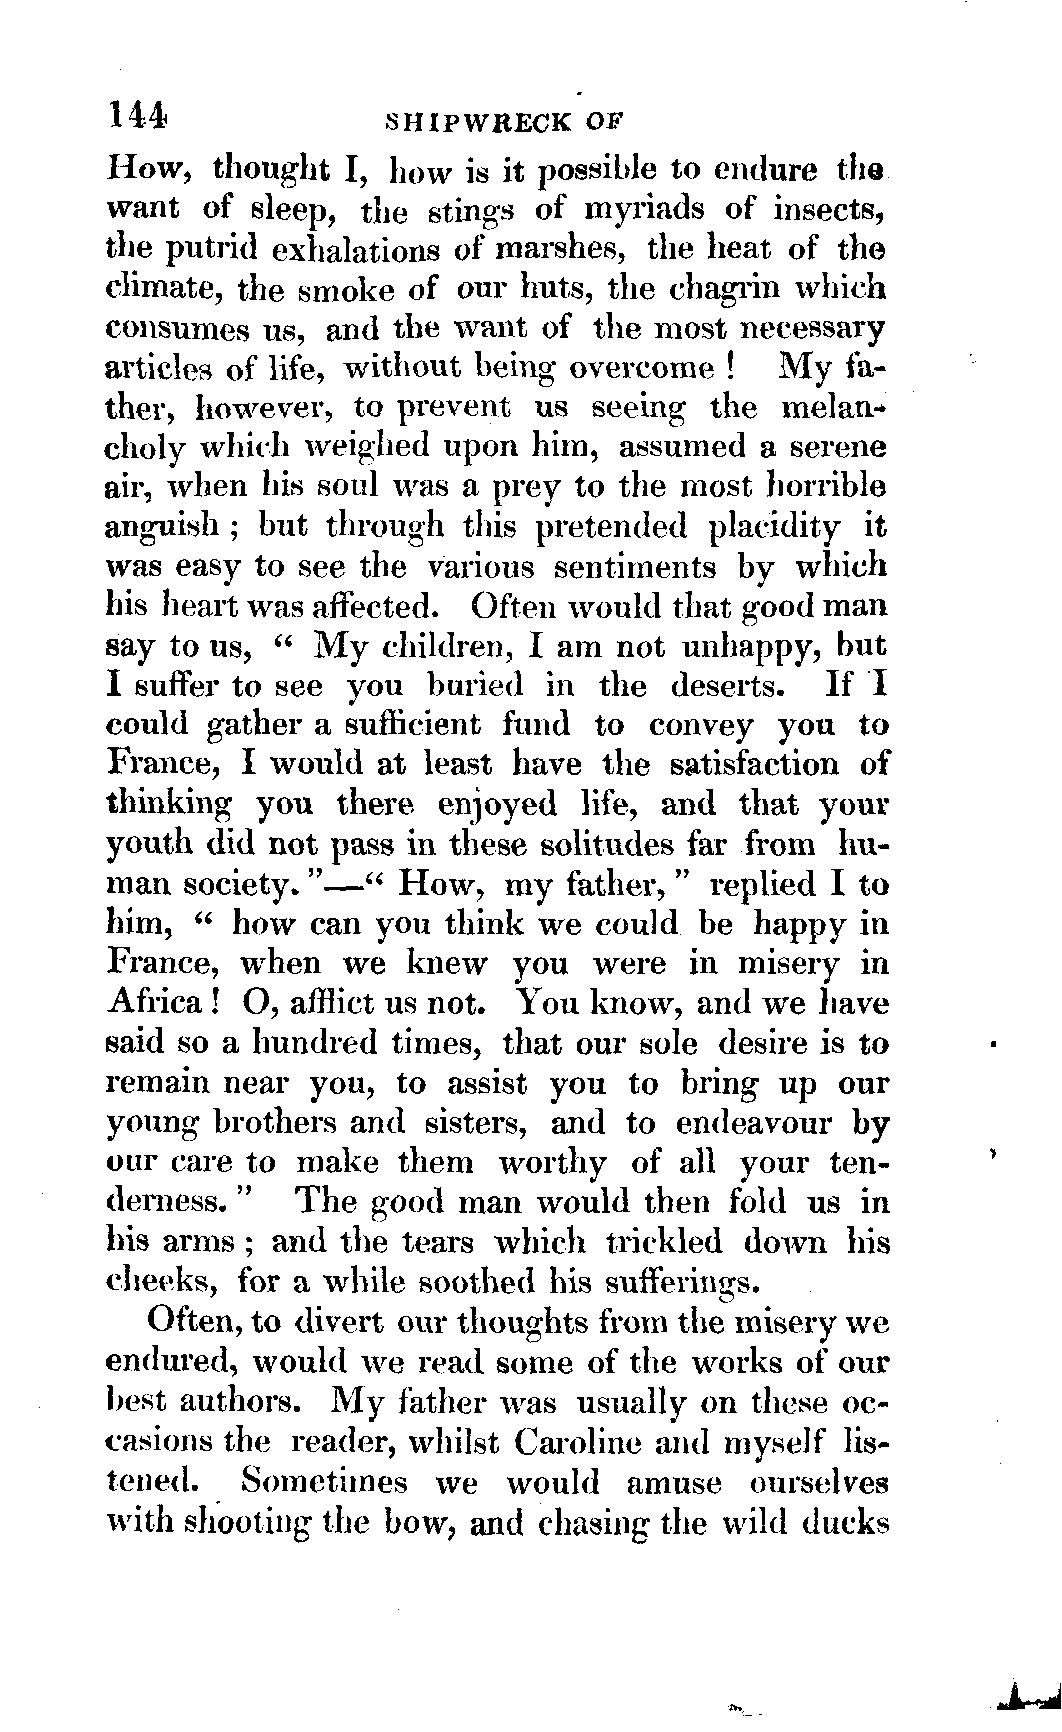 144 SHIPWRECK OF
How, thought I, how is it possible to endure the
want of sleep, the stings of myriads of insects,
the putrid exhalations of marshes, the heat of the
climate, the smoke of our huts, the chagrin which
consumes us, and the want of the most necessary
articles of life, without being overcome ! My fa-
ther, however, to prevent us seeing the melan-
choly which weighed upon him, assumed a serene
air, when his soul was a prey to the most horrible
anguish ; but through this pretended placidity it
was easy to see the various sentiments by which
his heart was affected. Often would that good man
say to us, “ My children, I am not unhappy, but
I suffer to see you buried in the deserts. If I
could gather a sufficient fund to convey you to
France, I would at least have the satisfaction of
thinking you there enjoyed life, and that your
youth did not pass in these solitudes far from hu-
man society. ”—“ How, my father, ” replied I to
him, “ how can you think we could be happy in
France, when we knew you were in misery in
Africa ! O, afflict us not. You know, and we have
said so a hundred times, that our sole desire is to
remain near you, to assist you to bring up our
young brothers and sisters, and to endeavour by
our care to make them worthy of all your ten-
derness. ” The good man would then fold us in
his arms ; and the tears which trickled down his
cheeks, for a while soothed his sufferings.
Often, to divert our thoughts from the misery we
endured, would we read some of the works of our
best authors. My father was usually on these oc-
casions the reader, whilst Caroline and myself lis-
tened. Sometimes we would amuse ourselves
with shooting the bow, and chasing the wild ducks